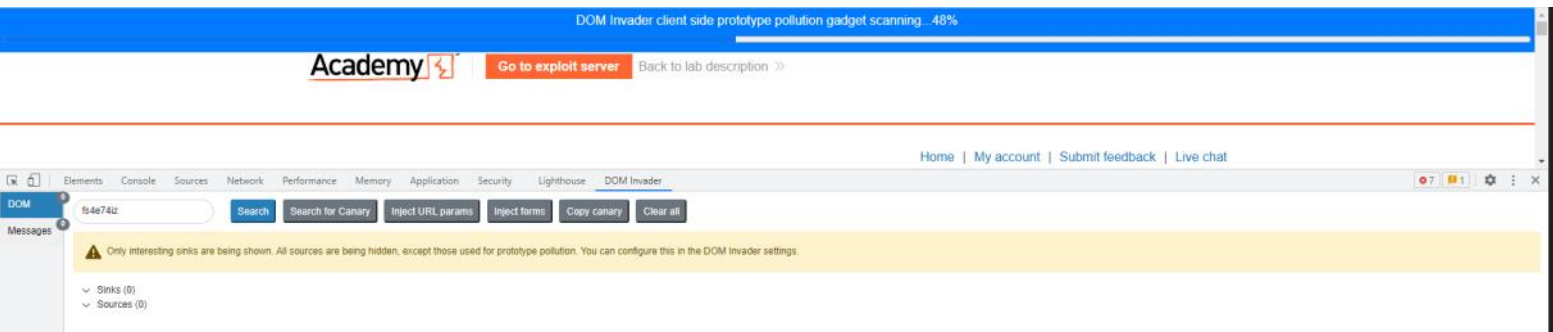 DOM Invader client side prototype pollution gadget scanning...48%
Academy Go to exploit server Back to lab description »
Home | My account | Submit feedback | Live chat
Elements Console Sources Network Performance Memory Application Security Lighthouse DOM Invader 7 1
DOM 0 fs4e74iz Search Search for Canary Inject URL params Inject forms Copy canary Clear all
Messages 0
Only interesting sinks are being shown. All sources are being hidden, except those used for prototype pollution. You can configure this in the DOM Invader settings.
Sinks (0)
Sources (0)